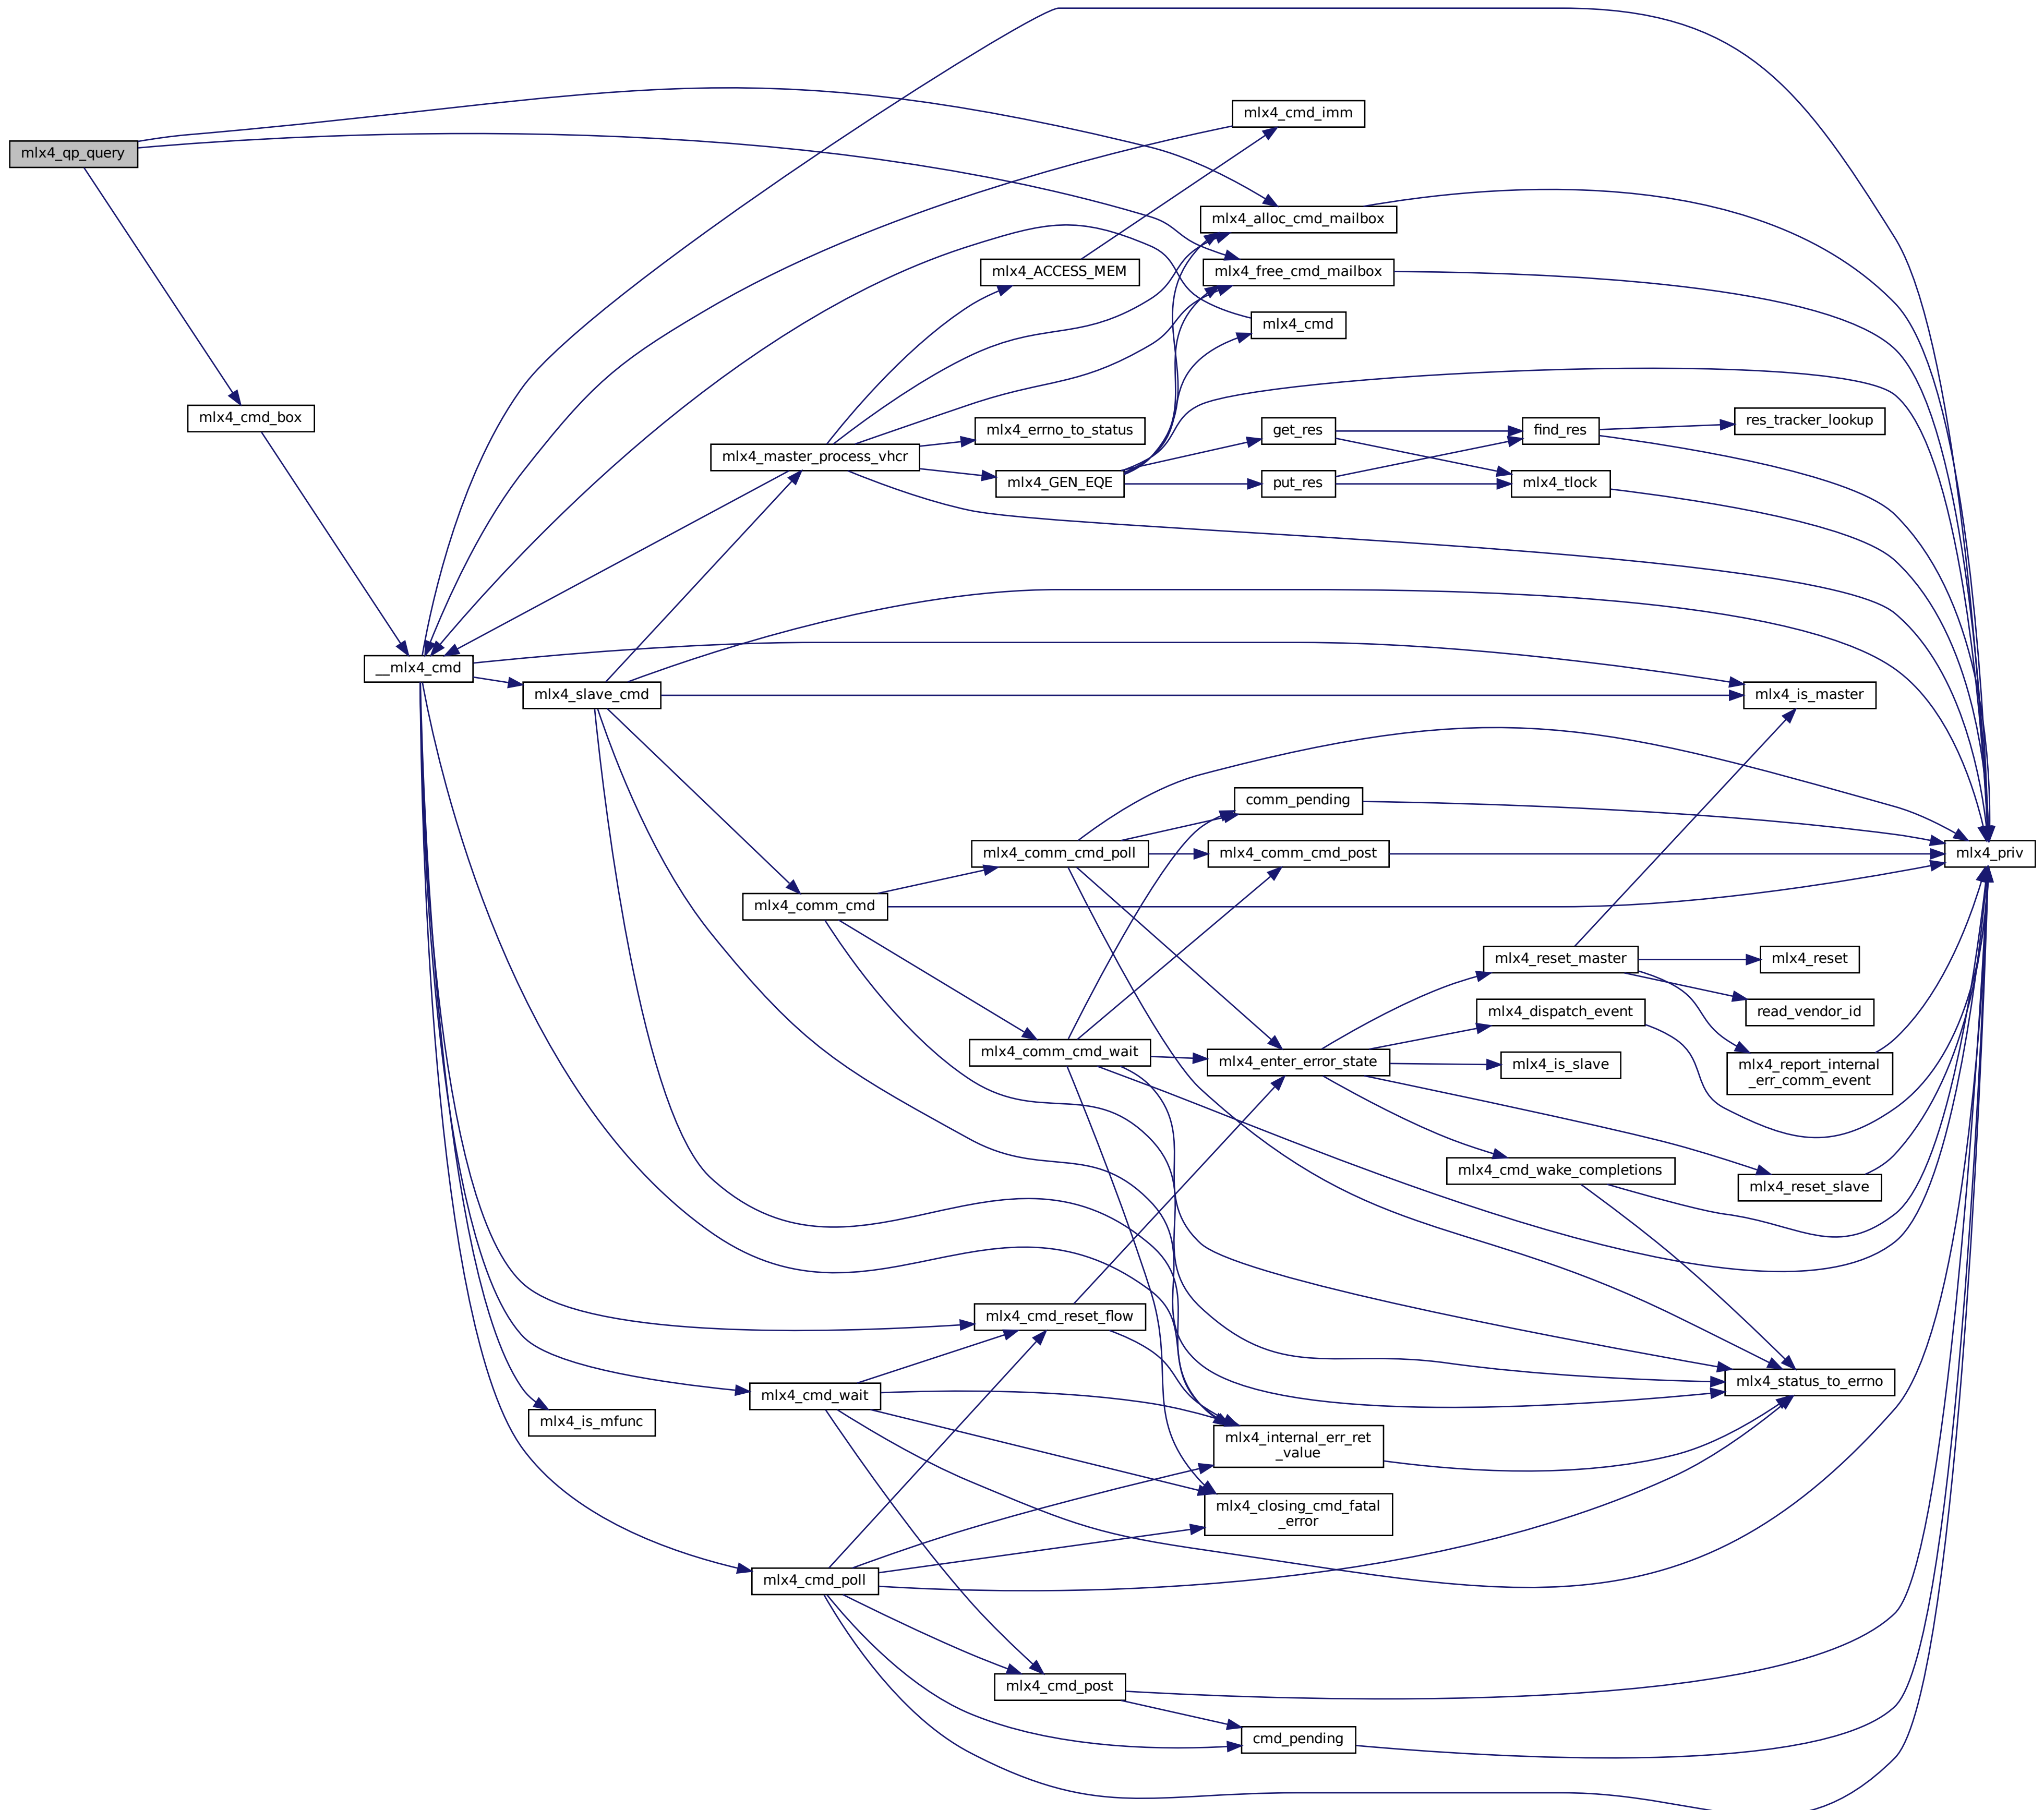 mlx4_cmd_imm
mlx4_qp_query
mlx4_alloc_cmd_mailbox
mlx4_ACCESS_MEM
mlx4_free_cmd_mailbox
mlx4_cmd
mlx4_cmd_box
res_tracker_lookup
mlx4_errno_to_status
get_res
find_res
mlx4_master_process_vhcr
mlx4_GEN_EQE
put_res
mlx4_tlock
__mlx4_cmd
mlx4_slave_cmd
mlx4_is_master
comm_pending
mlx4_comm_cmd_poll
mlx4_comm_cmd_post
mlx4_priv
mlx4_comm_cmd
mlx4_reset_master
mlx4_reset
mlx4_dispatch_event
read_vendor_id
mlx4_comm_cmd_wait
mlx4_enter_error_state
mlx4_is_slave
mlx4_report_internal
_err_comm_event
mlx4_cmd_wake_completions
mlx4_reset_slave
mlx4_cmd_reset_flow
mlx4_cmd_wait
mlx4_status_to_errno
mlx4_is_mfunc
mlx4_internal_err_ret
_value
mlx4_closing_cmd_fatal
_error
mlx4_cmd_poll
mlx4_cmd_post
cmd_pending